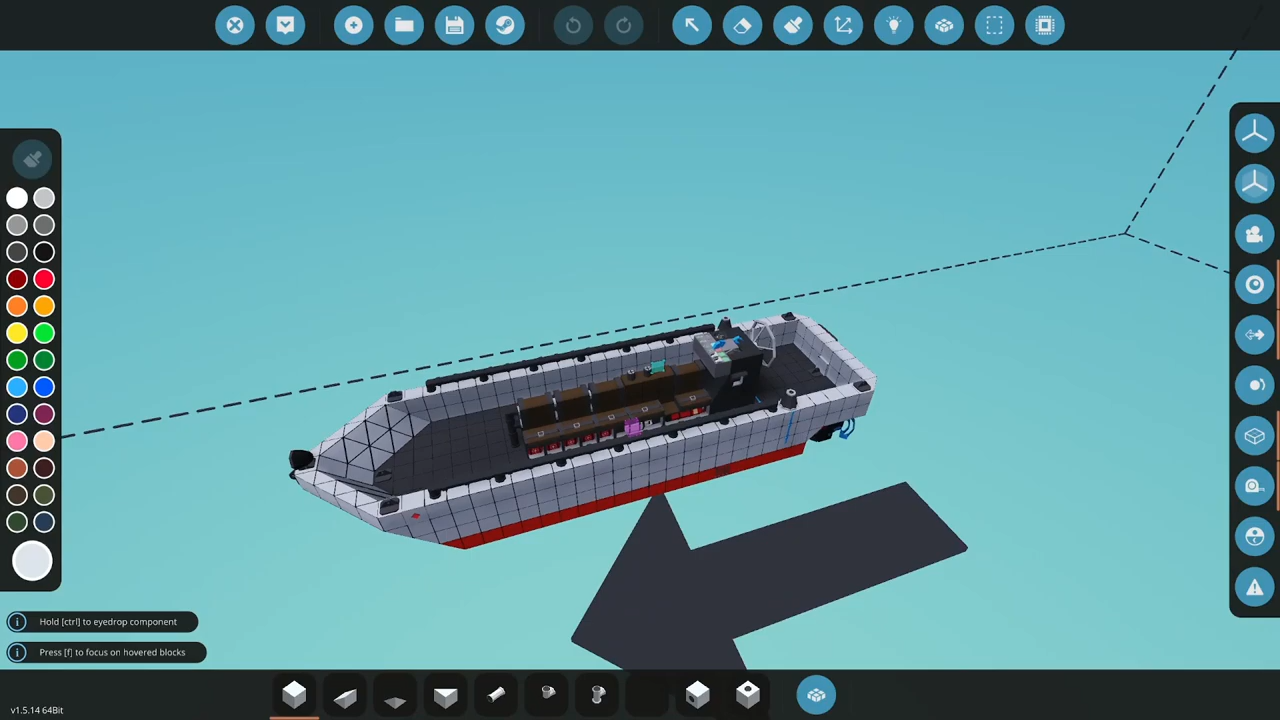 Hold [ctrl] to eyedrop component
Press [f] to focus on hovered blocks
v1.5.14 64Bit